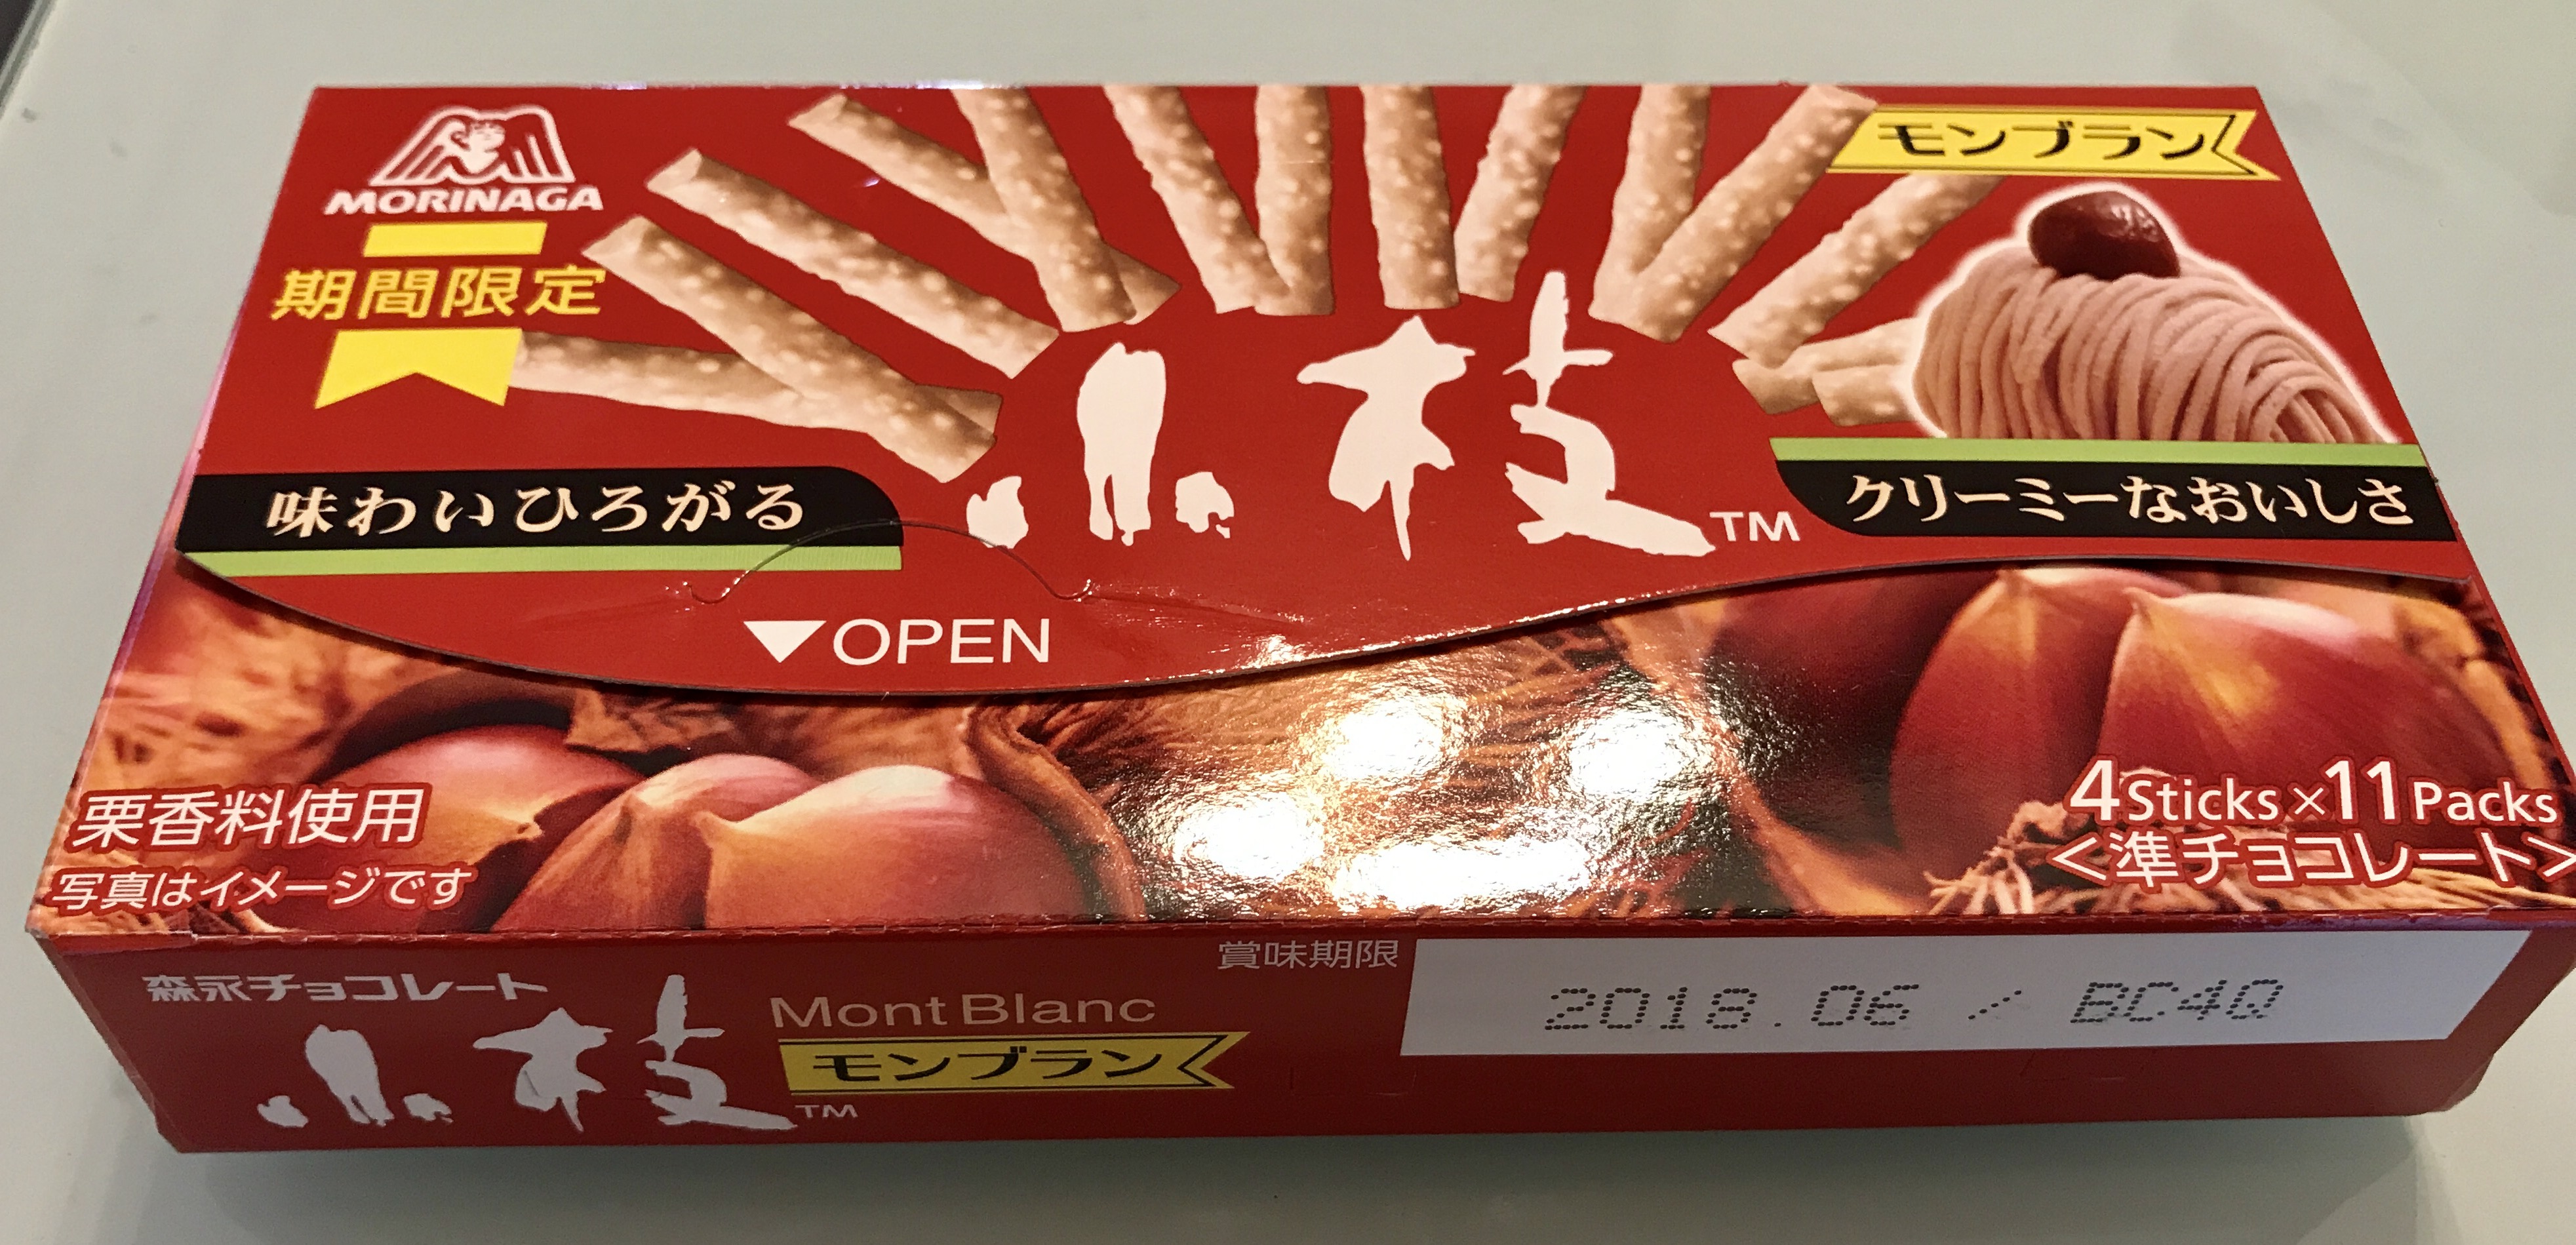 MORINAGA
期間限定
モンブラン
小枝TM
味わいひろがる
クリーミーなおいしさ
▼OPEN
栗香料使用
写真はイメージです
4Sticks×11Packs
<準チョコレート>
森永チョコレート
小枝TM
Mont Blanc
モンブラン
賞味期限
2018.06 / BC4Q